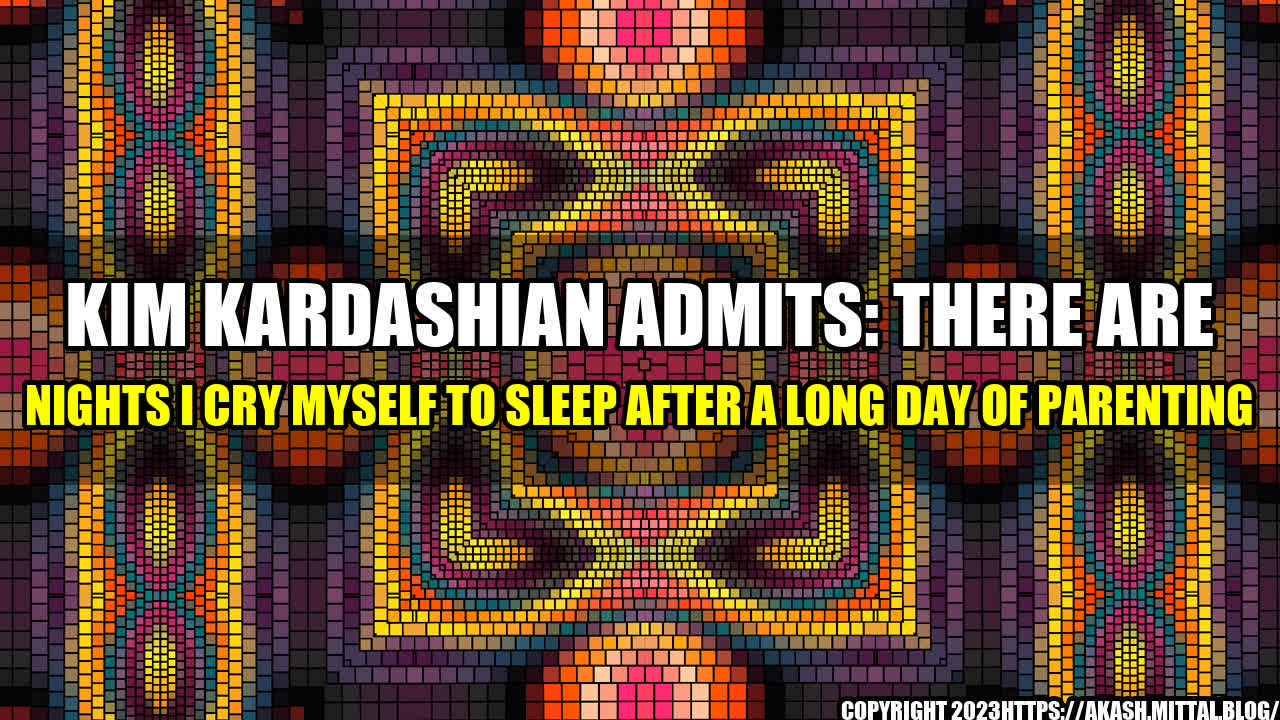 KIM KARDASHIAN ADMITS: THERE ARE
NIGHTS I CRY MYSELF TO SLEEP AFTER A LONG DAY OF PARENTING
COPYRIGHT 2023HTTPS://AKASH.MITTAL.BLOG/